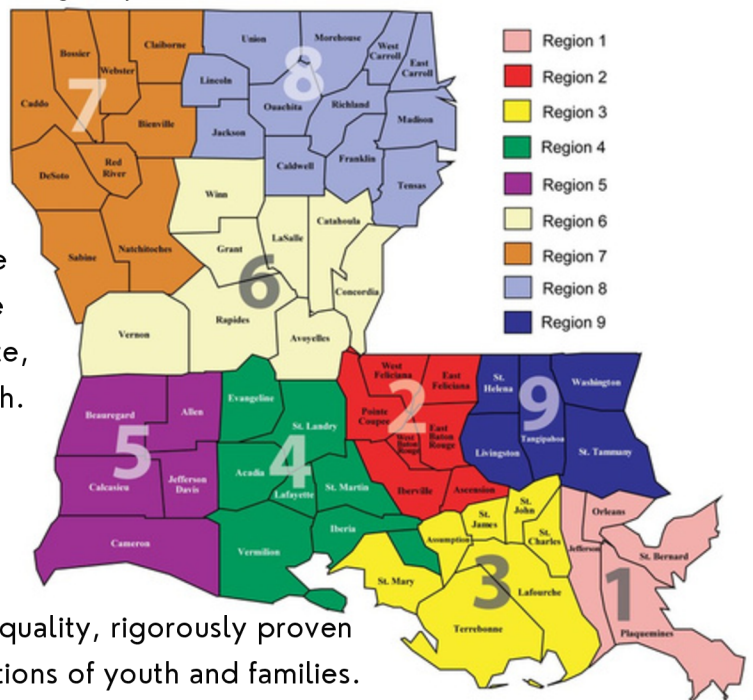 Caddo
Bossier
Webster
Claiborne
Bienville
DeSoto
Red
River
Sabine
Natchitoches
7
Union
Morehouse
West
Carroll
East
Carroll
Lincoln
Ouachita
Richland
Madison
Jackson
Caldwell
Franklin
Tensas
8
Winn
Grant
LaSalle
Catahoula
Concordia
Rapides
Vernon
Avoyelles
6
Beauregard
Allen
Calcasieu
Jefferson
Davis
Cameron
5
Evangeline
St. Landry
Acadia
Lafayette
St. Martin
Iberia
Vermilion
4
West
Feliciana
East
Feliciana
Pointe
Coupee
West
Baton
Rouge
East
Baton
Rouge
Iberville
Ascension
2
St.
Helena
Washington
Tangipahoa
Livingston
St. Tammany
9
St.
James
St.
John
St.
Charles
Assumption
St. Mary
Lafourche
Terrebonne
3
Orleans
Jefferson
St. Bernard
Plaquemines
1
Region 1
Region 2
Region 3
Region 4
Region 5
Region 6
Region 7
Region 8
Region 9
h.
quality, rigorously proven
tions of youth and families.